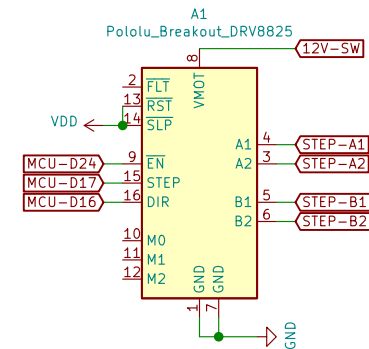 A1
Pololu_Breakout_DRV8825
12V-SW
8
VMOT
2 FLT
13 RST
VDD
14 SLP
A1 4 STEP-A1
A2 3 STEP-A2
MCU-D24 9 EN
MCU-D17 15 STEP
MCU-D16 16 DIR
B1 5 STEP-B1
B2 6 STEP-B2
10 M0
11 M1
12 M2
GND GND
1 7
GND